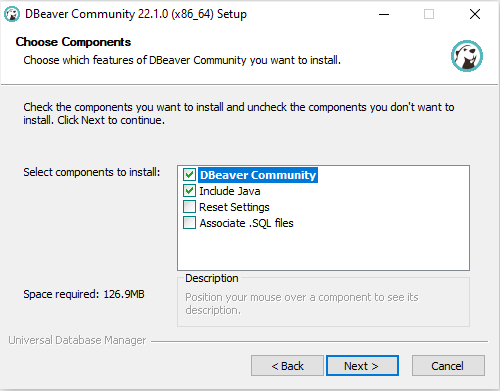 DBeaver Community 22.1.0 (x86_64) Setup
Choose Components
Choose which features of DBeaver Community you want to install.
Check the components you want to install and uncheck the components you don't want to
install. Click Next to continue.
Select components to install:
DBeaver Community
Include Java
Reset Settings
Associate .SQL files
Space required: 126.9MB
Description
Position your mouse over a component to see its
description.
Universal Database Manager
< Back
Next >
Cancel